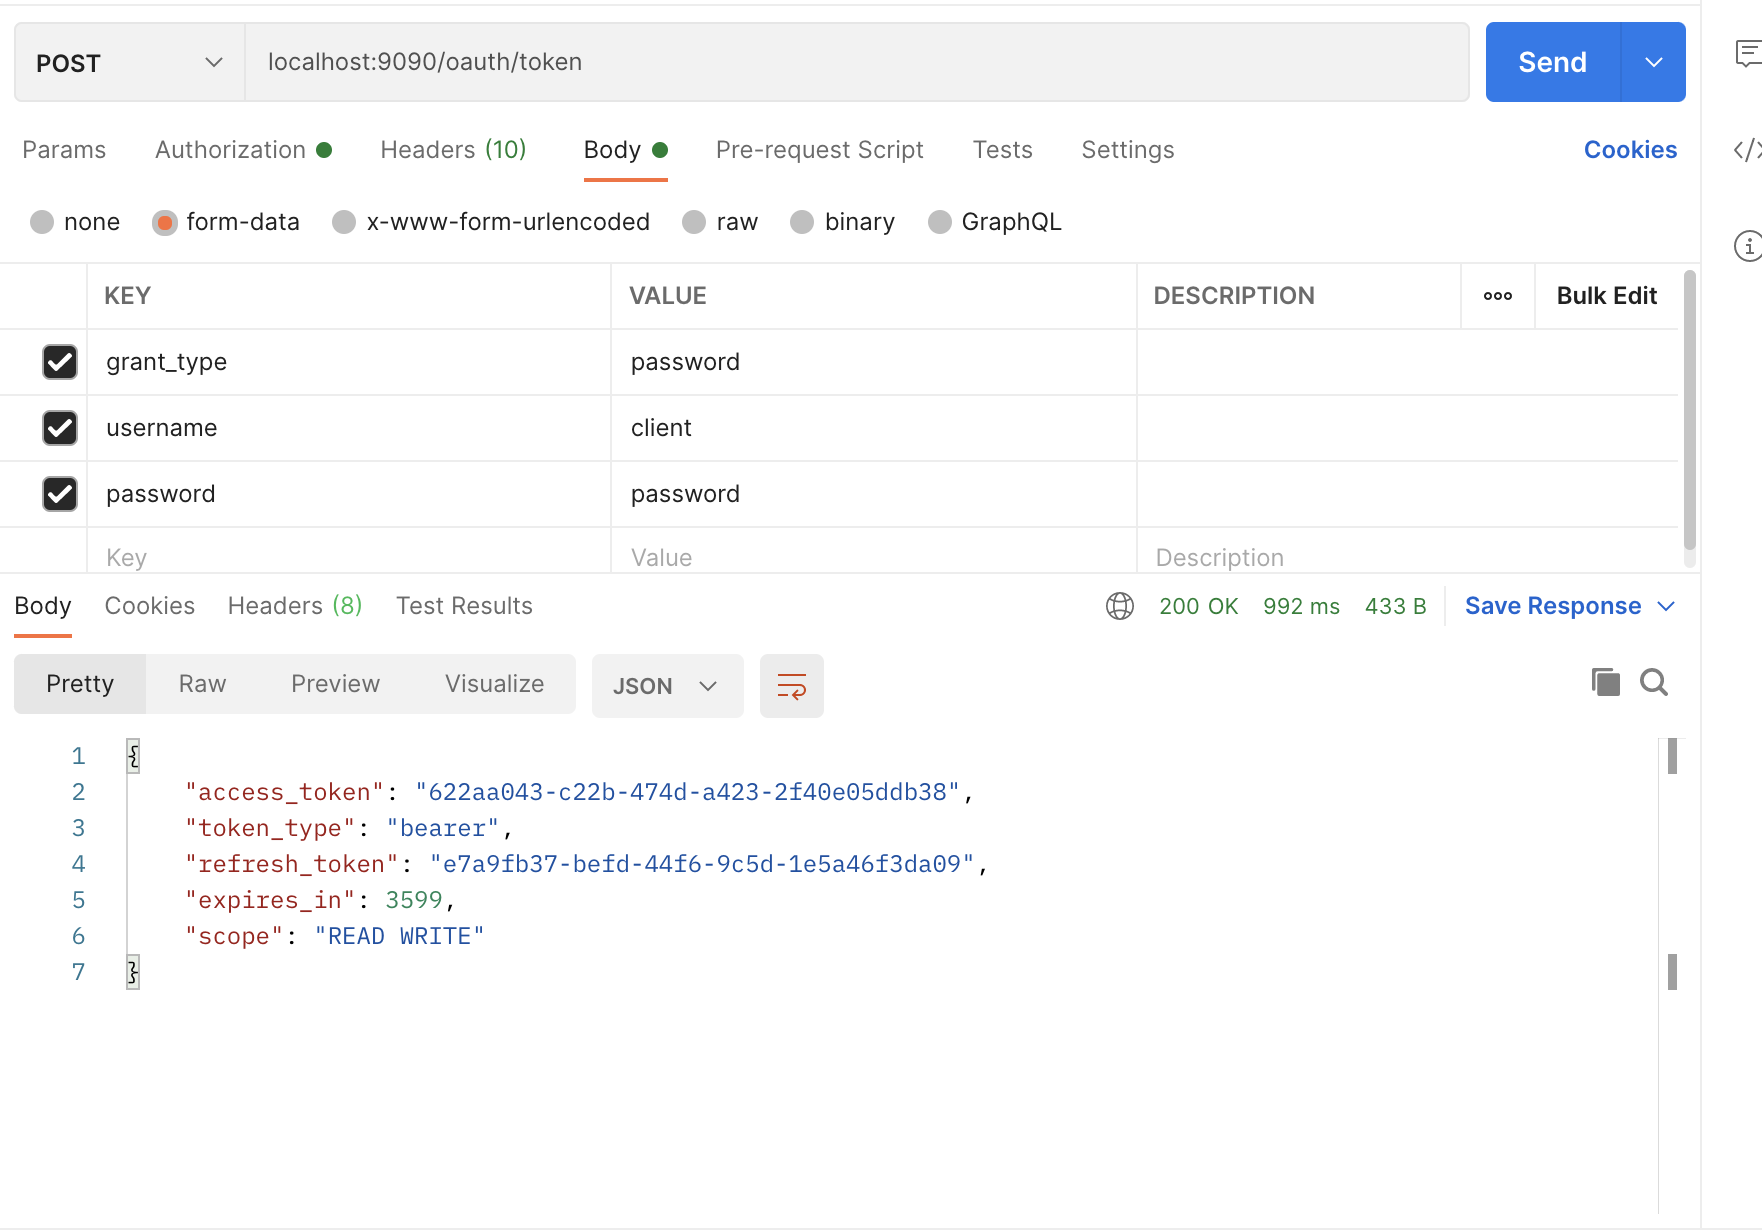 POST localhost:9090/oauth/token Send
Params Authorization Headers (10) Body Pre-request Script Tests Settings Cookies
none form-data x-www-form-urlencoded raw binary GraphQL
KEY VALUE DESCRIPTION ooo Bulk Edit
grant_type password
username client
password password
Key Value Description
Body Cookies Headers (8) Test Results 200 OK 992 ms 433 B Save Response
Pretty Raw Preview Visualize JSON
1 {
2 "access_token": "622aa043-c22b-474d-a423-2f40e05ddb38",
3 "token_type": "bearer",
4 "refresh_token": "e7a9fb37-befd-44f6-9c5d-1e5a46f3da09",
5 "expires_in": 3599,
6 "scope": "READ WRITE"
7 }